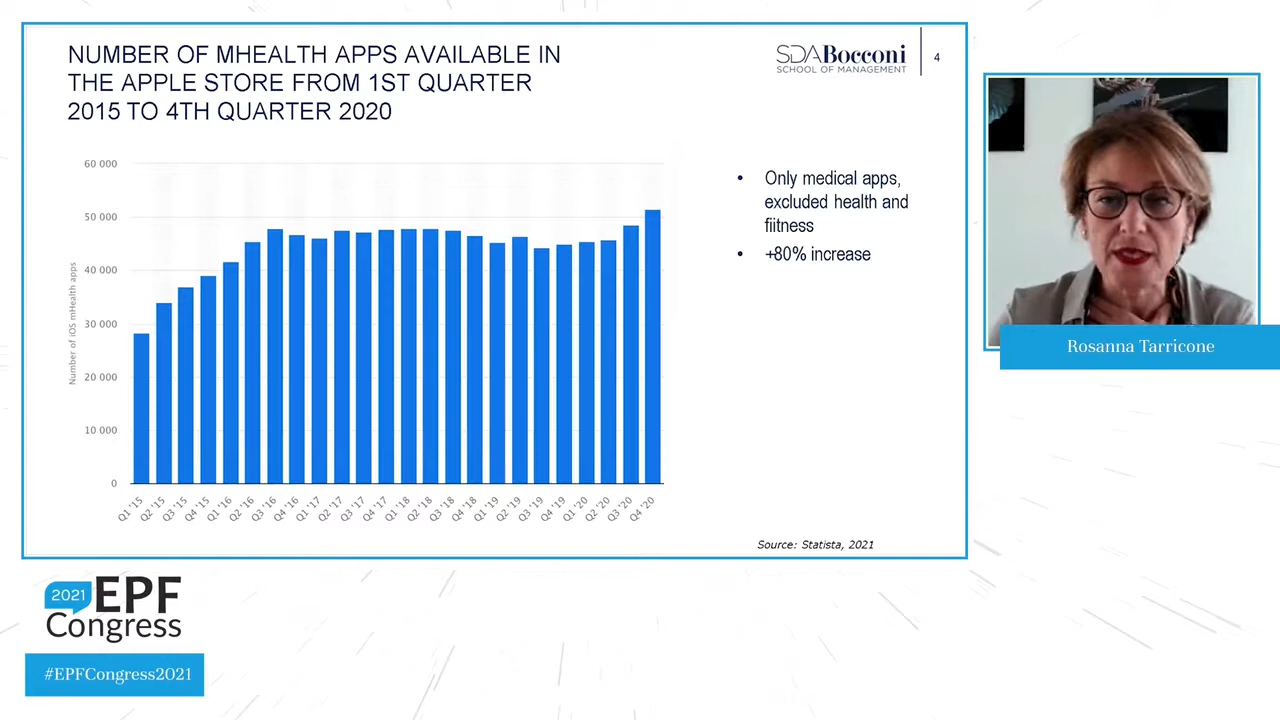 NUMBER OF MHEALTH APPS AVAILABLE IN
THE APPLE STORE FROM 1ST QUARTER
2015 TO 4TH QUARTER 2020
SDA Bocconi
SCHOOL OF MANAGEMENT
4
60 000
50 000
40 000
30 000
20 000
10 000
0
Number of iOS mHealth apps
Q1 '15
Q2 '15
Q3 '15
Q4 '15
Q1 '16
Q2 '16
Q3 '16
Q4 '16
Q1 '17
Q2 '17
Q3 '17
Q4 '17
Q1 '18
Q2 '18
Q3 '18
Q4 '18
Q1 '19
Q2 '19
Q3 '19
Q4 '19
Q1 '20
Q2 '20
Q3 '20
Q4 '20
• Only medical apps,
excluded health and
fiitness
• +80% increase
Source: Statista, 2021
Rosanna Tarricone
2021 EPF
Congress
#EPFCongress2021